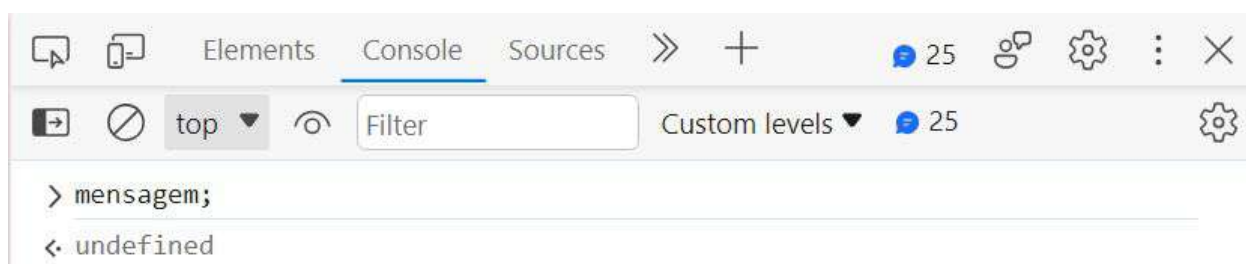 Elements Console Sources 25
top Filter Custom levels 25
> mensagem;
undefined